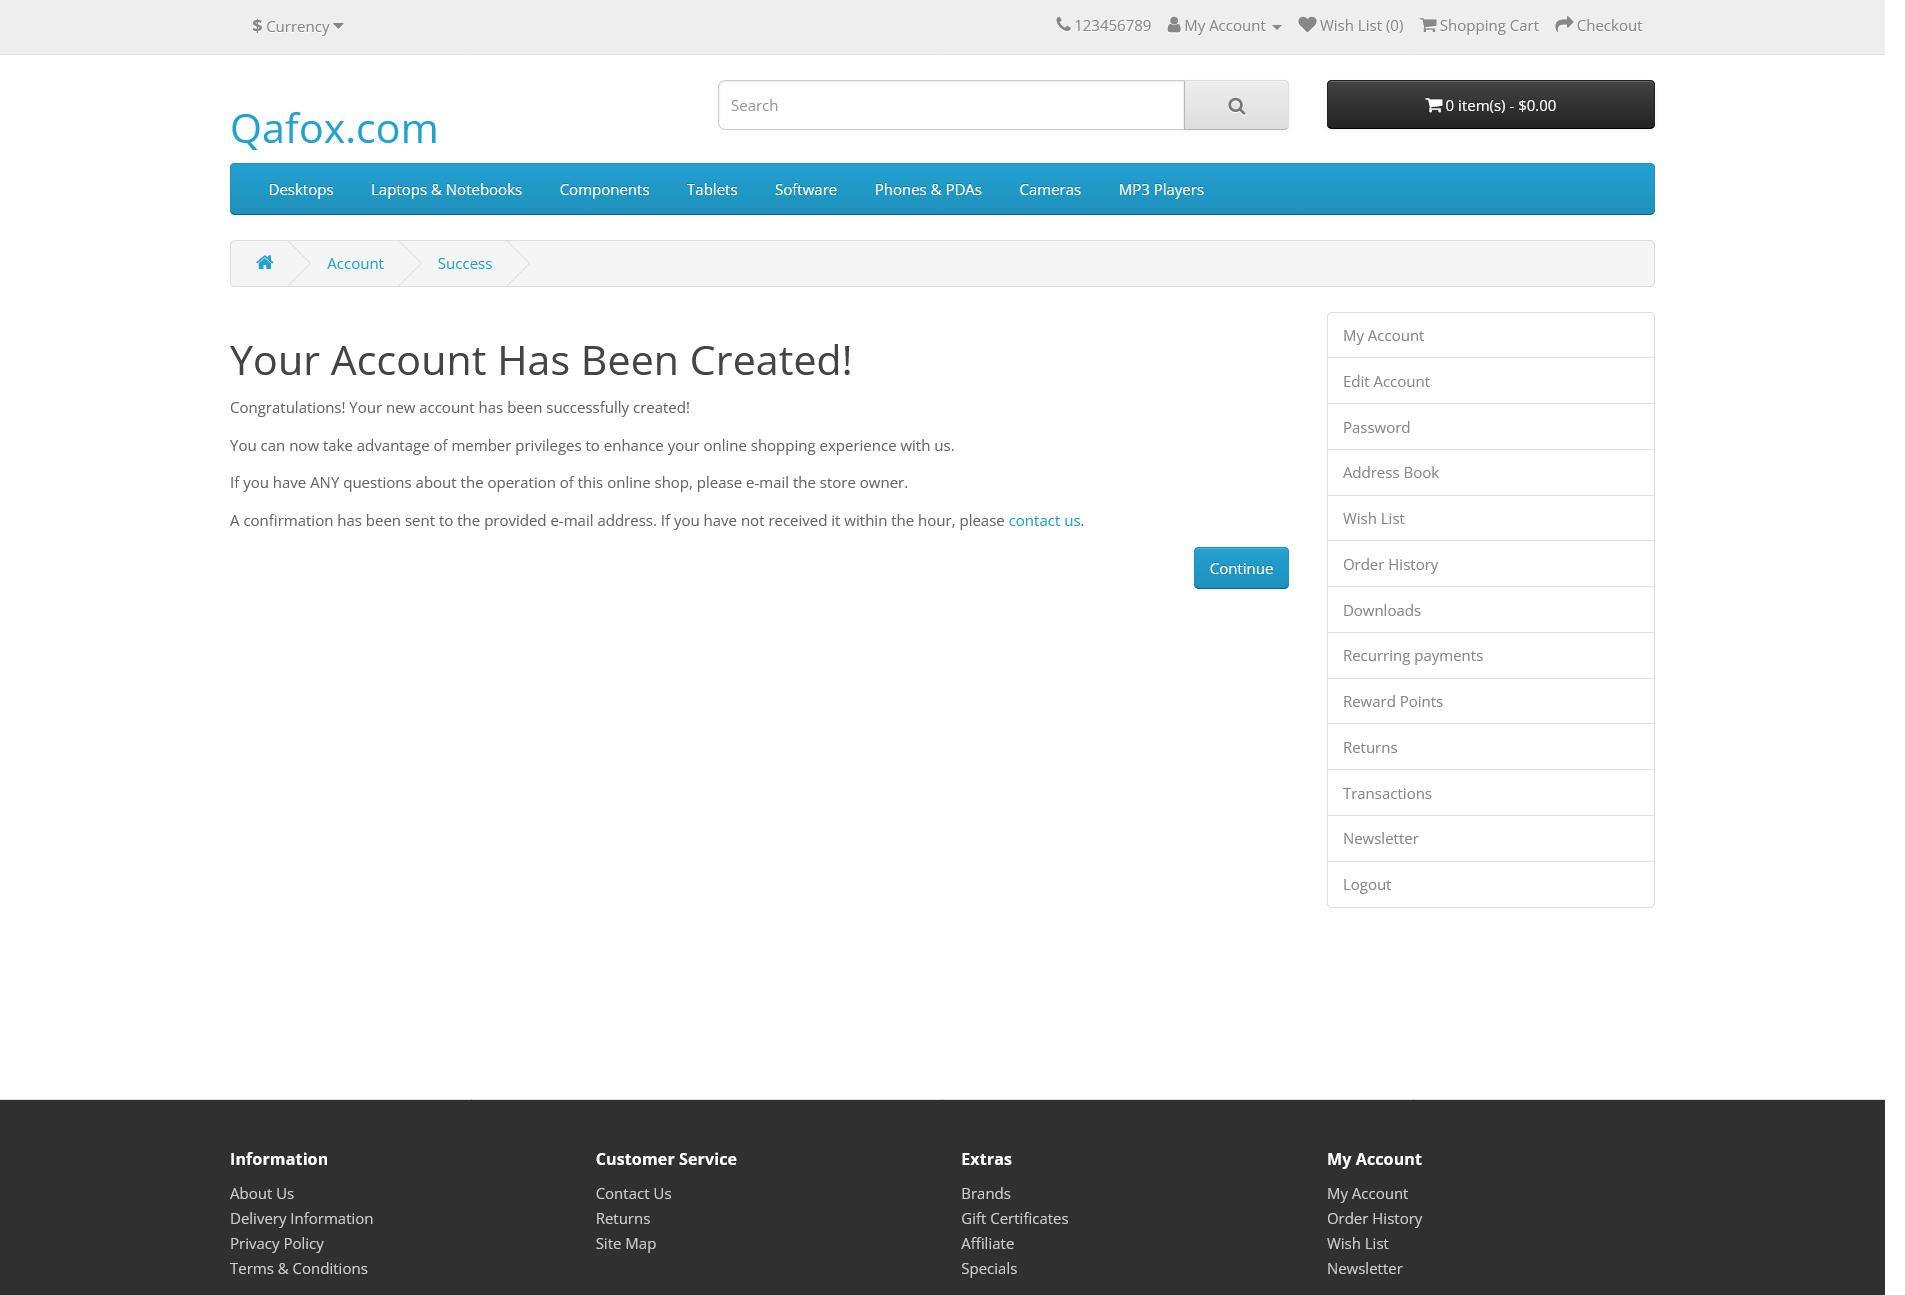 $ Currency
123456789 My Account Wish List (0) Shopping Cart Checkout
Qafox.com
Search
0 item(s) - $0.00
Desktops Laptops & Notebooks Components Tablets Software Phones & PDAs Cameras MP3 Players
Account Success
Your Account Has Been Created!
Congratulations! Your new account has been successfully created!
You can now take advantage of member privileges to enhance your online shopping experience with us.
If you have ANY questions about the operation of this online shop, please e-mail the store owner.
A confirmation has been sent to the provided e-mail address. If you have not received it within the hour, please contact us.
Continue
My Account
Edit Account
Password
Address Book
Wish List
Order History
Downloads
Recurring payments
Reward Points
Returns
Transactions
Newsletter
Logout
Information
About Us
Delivery Information
Privacy Policy
Terms & Conditions
Customer Service
Contact Us
Returns
Site Map
Extras
Brands
Gift Certificates
Affiliate
Specials
My Account
My Account
Order History
Wish List
Newsletter